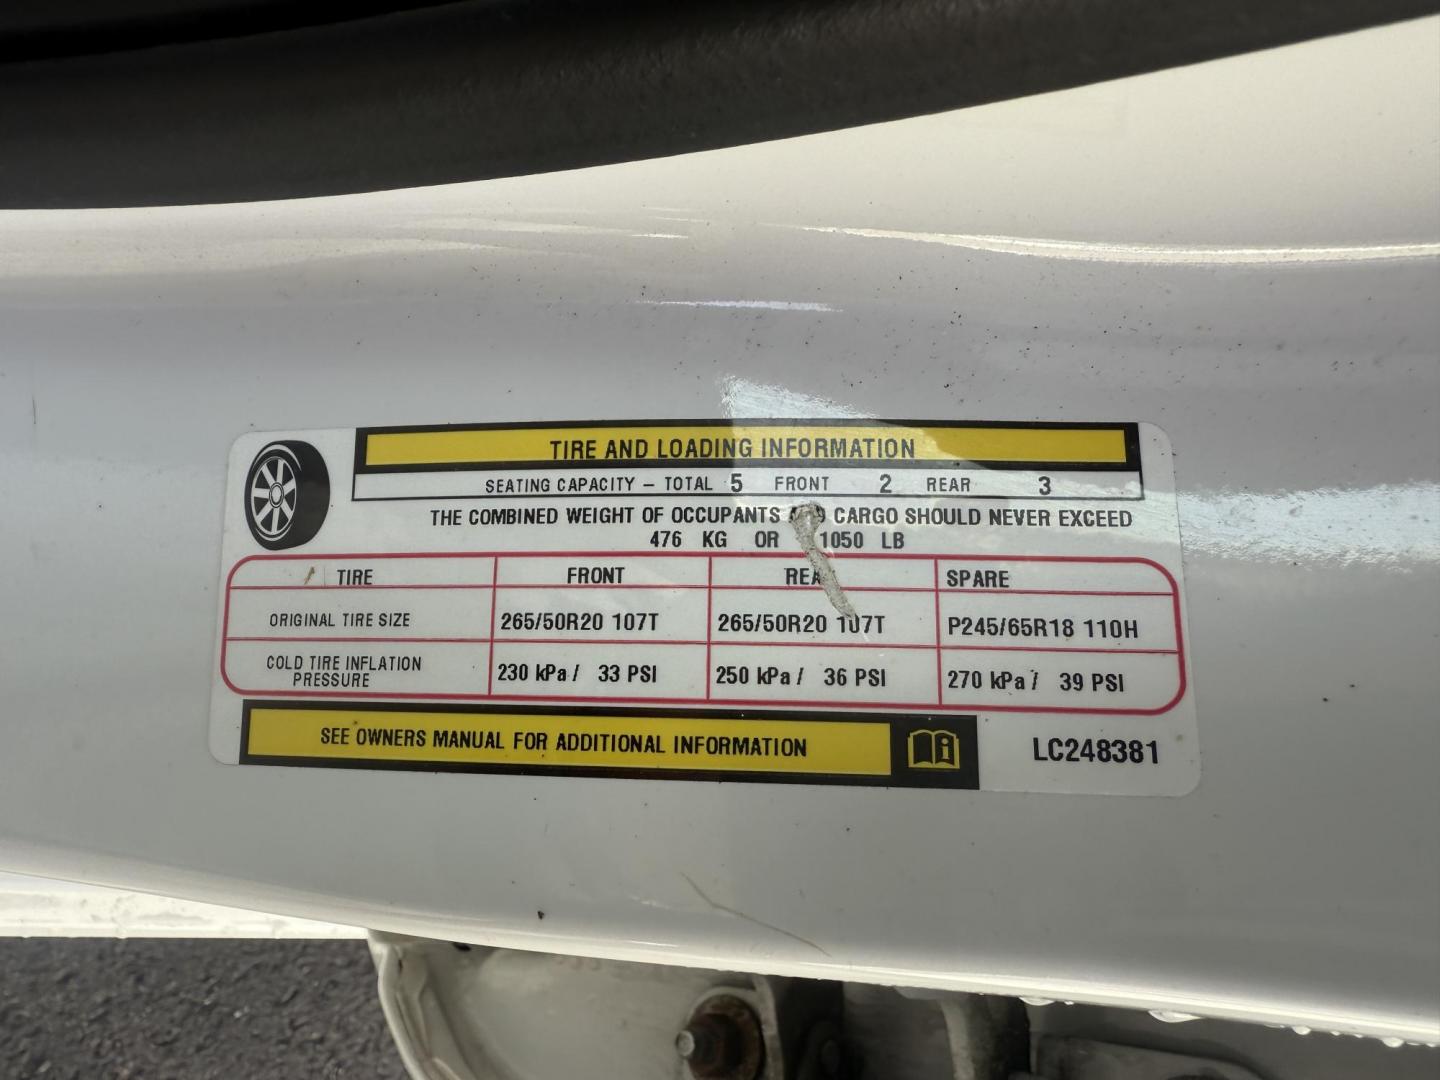 TIRE AND LOADING INFORMATION
SEATING CAPACITY – TOTAL 5 FRONT 2 REAR 3
THE COMBINED WEIGHT OF OCCUPANTS CARGO SHOULD NEVER EXCEED
476 KG OR 1050 LB
TIRE FRONT REA SPARE
ORIGINAL TIRE SIZE 265/50R20 107T 265/50R20 107T P245/65R18 110H
COLD TIRE INFLATION
PRESSURE 230 kPa / 33 PSI 250 kPa / 36 PSI 270 kPa / 39 PSI
SEE OWNERS MANUAL FOR ADDITIONAL INFORMATION
LC248381